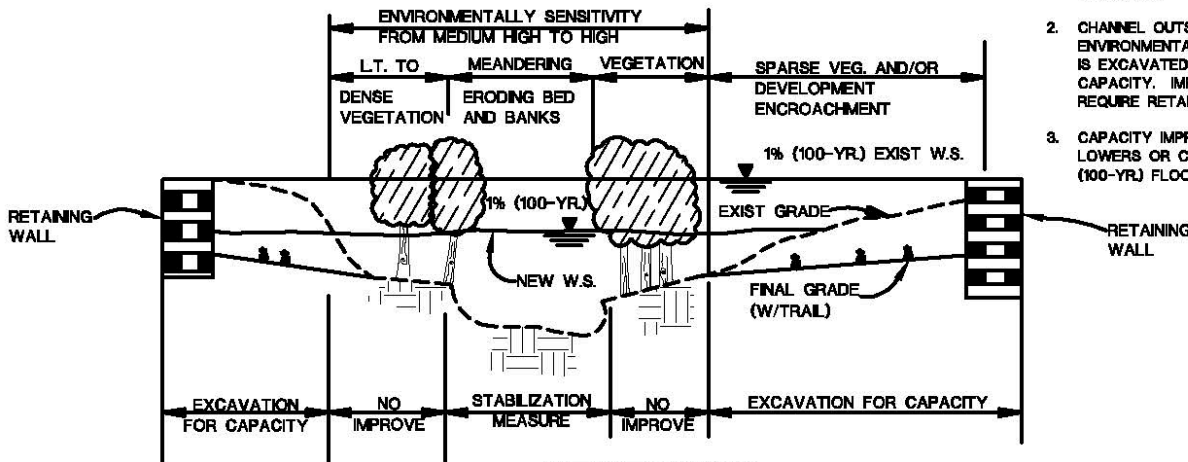 ENVIRONMENTALLY SENSITIVITY
FROM MEDIUM HIGH TO HIGH
L.T. TO
MEANDERING
VEGETATION
SPARSE VEG. AND/OR
DENSE
ERODING BED
DEVELOPMENT
VEGETATION
AND BANKS
ENCROACHMENT
2. CHANNEL OUTS
ENVIRONMENTA
IS EXCAVATED
CAPACITY. IM
REQUIRE RETA
3. CAPACITY IMPR
LOWERS OR C
(100-YR.) FLOO
1% (100-YR.) EXIST W.S.
1% (100-YR.)
RETAINING
WALL
EXIST GRADE
RETAINING
WALL
NEW W.S.
FINAL GRADE
(W/TRAIL)
EXCAVATION
FOR CAPACITY
NO
IMPROVE
STABILIZATION
MEASURE
NO
IMPROVE
EXCAVATION FOR CAPACITY